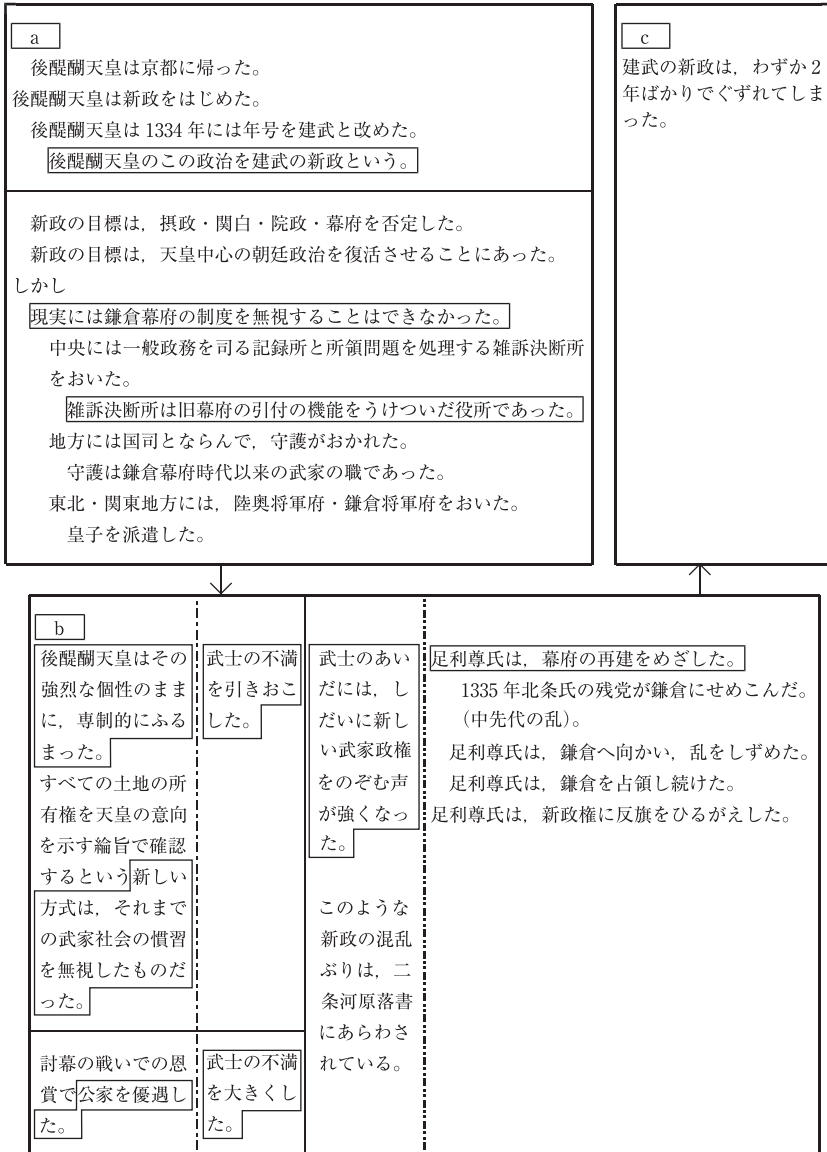 a
後醍醐天皇は京都に帰った。
後醍醐天皇は新政をはじめた。
後醍醐天皇は1334年には年号を建武と改めた。
後醍醐天皇のこの政治を建武の新政という。
新政の目標は，摂政・関白・院政・幕府を否定した。
新政の目標は，天皇中心の朝廷政治を復活させることにあった。
しかし
現実には鎌倉幕府の制度を無視することはできなかった。
中央には一般政務を司る記録所と所領問題を処理する雑訴決断所
をおいた。
雑訴決断所は旧幕府の引付の機能をうけついだ役所であった。
地方には国司とならんで，守護がおかれた。
守護は鎌倉幕府時代以来の武家の職であった。
東北・関東地方には，陸奥将軍府・鎌倉将軍府をおいた。
皇子を派遣した。
b
後醍醐天皇はその
強烈な個性のまま
に，専制的にふる
まった。
すべての土地の所
有権を天皇の意向
を示す綸旨で確認
するという新しい
方式は，それまで
の武家社会の慣習
を無視したものだ
った。
武士の不満
を引きおこ
した。
討幕の戦いでの恩
賞で公家を優遇し
た。
武士の不満
を大きくし
た。
武士のあい
だには，し
だいに新し
い武家政権
をのぞむ声
が強くなっ
た。
このような
新政の混乱
ぶりは，二
条河原落書
にあらわさ
れている。
足利尊氏は，幕府の再建をめざした。
1335年北条氏の残党が鎌倉にせめこんだ。
（中先代の乱）。
足利尊氏は，鎌倉へ向かい，乱をしずめた。
足利尊氏は，鎌倉を占領し続けた。
足利尊氏は，新政権に反旗をひるがえした。
c
建武の新政は，わずか2
年ばかりでぐずれてしま
った。